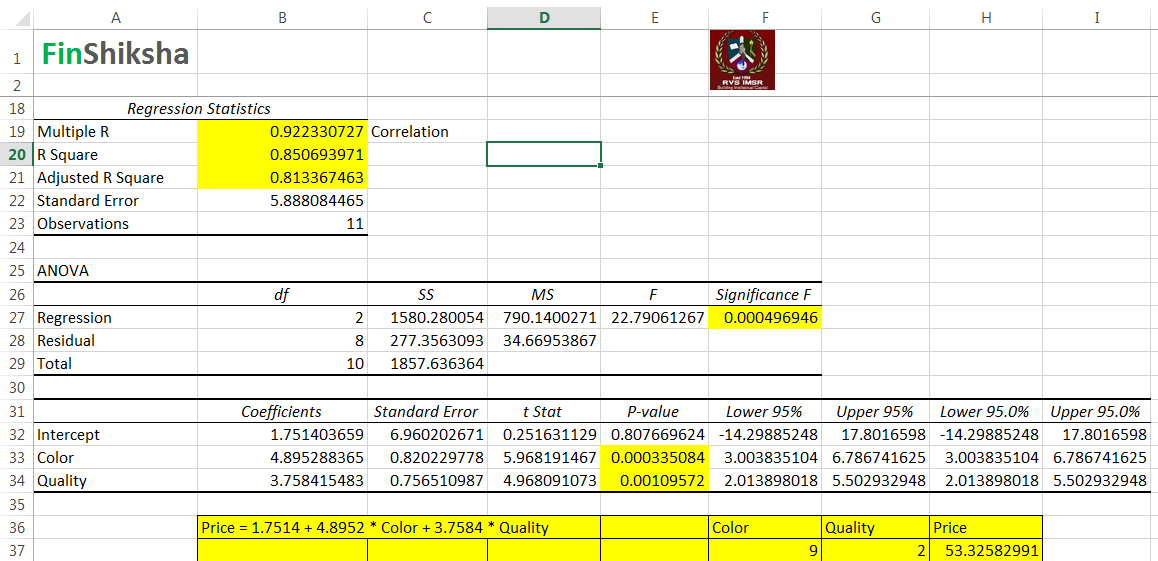 A B C D E F G H I
1 FinShiksha Estd 1994 RVS IMSR Building Intellectual Capital
2
18 Regression Statistics
19 Multiple R 0.922330727 Correlation
20 R Square 0.850693971
21 Adjusted R Square 0.813367463
22 Standard Error 5.888084465
23 Observations 11
24
25 ANOVA
26 df SS MS F Significance F
27 Regression 2 1580.280054 790.1400271 22.79061267 0.000496946
28 Residual 8 277.3563093 34.66953867
29 Total 10 1857.636364
30
31 Coefficients Standard Error t Stat P-value Lower 95% Upper 95% Lower 95.0% Upper 95.0%
32 Intercept 1.751403659 6.960202671 0.251631129 0.807669624 -14.29885248 17.8016598 -14.29885248 17.8016598
33 Color 4.895288365 0.820229778 5.968191467 0.000335084 3.003835104 6.786741625 3.003835104 6.786741625
34 Quality 3.758415483 0.756510987 4.968091073 0.00109572 2.013898018 5.502932948 2.013898018 5.502932948
35
36 Price = 1.7514 + 4.8952 * Color + 3.7584 * Quality Color Quality Price
37 9 2 53.32582991